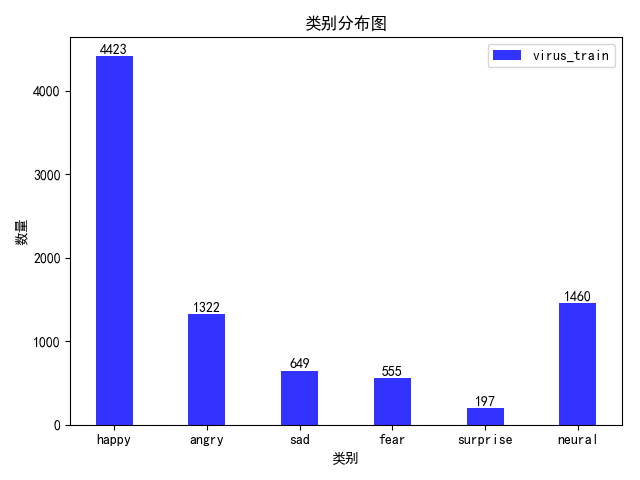 类别分布图
virus_train
数量
4000
3000
2000
1000
0
4423
1322
649
555
197
1460
happy
angry
sad
fear
surprise
neural
类别